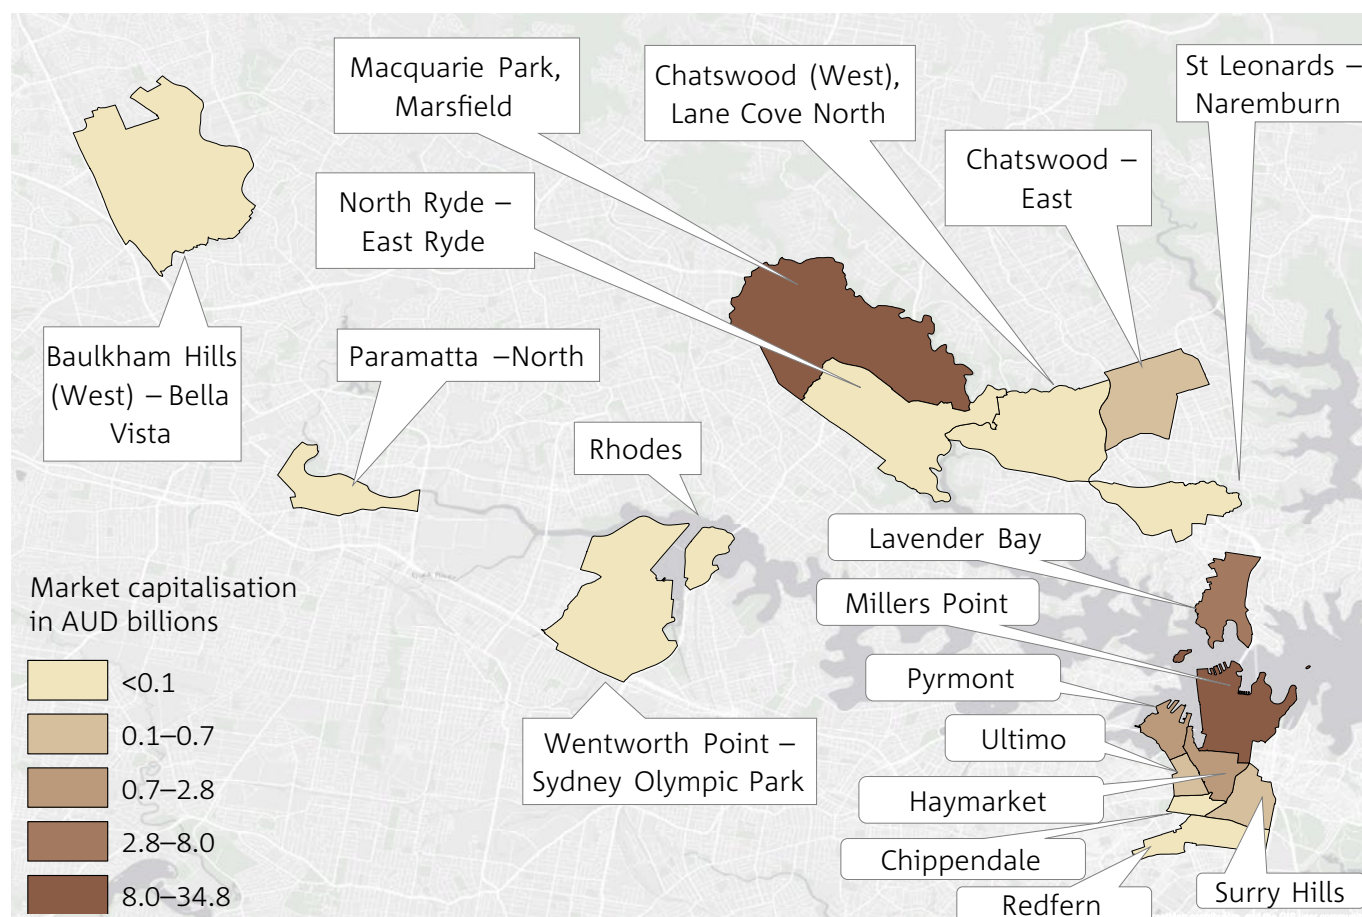 Macquarie Park,
Marsfield
Chatswood (West),
Lane Cove North
St Leonards –
Naremburn
Chatswood –
East
North Ryde –
East Ryde
Baulkham Hills
(West) – Bella
Vista
Paramatta –North
Rhodes
Lavender Bay
Millers Point
Pyrmont
Ultimo
Haymarket
Chippendale
Redfern
Surry Hills
Wentworth Point –
Sydney Olympic Park
Market capitalisation
in AUD billions
<0.1
0.1–0.7
0.7–2.8
2.8–8.0
8.0–34.8